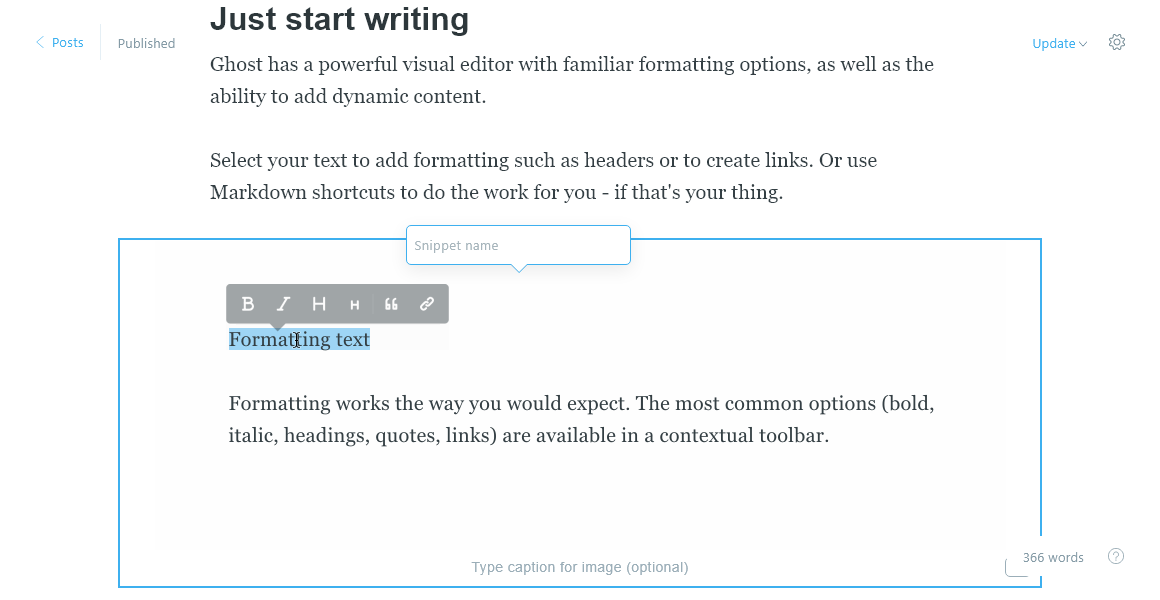 Just start writing
Posts
Published
Update
Ghost has a powerful visual editor with familiar formatting options, as well as the
ability to add dynamic content.
Select your text to add formatting such as headers or to create links. Or use
Markdown shortcuts to do the work for you - if that's your thing.
Snippet name
B I H H
Formatting text
Formatting works the way you would expect. The most common options (bold,
italic, headings, quotes, links) are available in a contextual toolbar.
Type caption for image (optional)
366 words
?